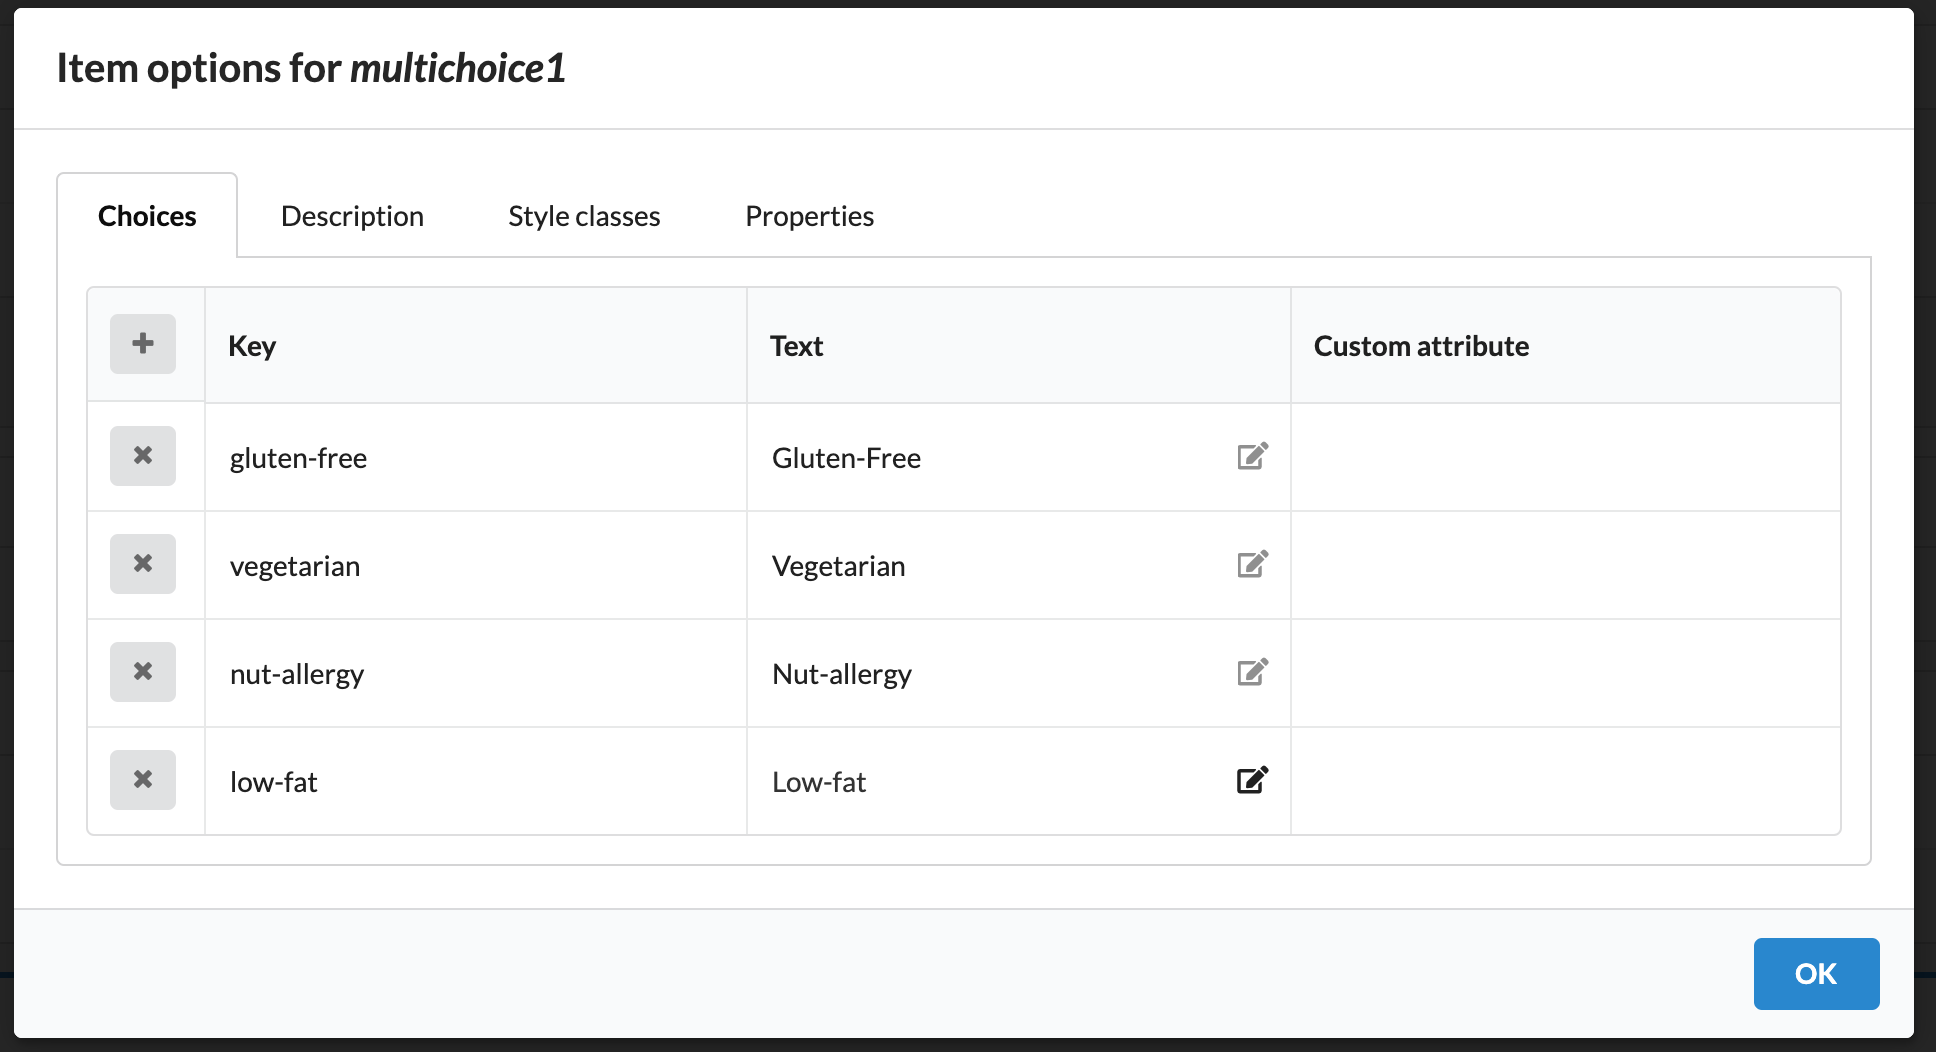 Item options for multichoice1
Choices Description Style classes Properties
Key Text Custom attribute
gluten-free Gluten-Free
vegetarian Vegetarian
nut-allergy Nut-allergy
low-fat Low-fat
OK